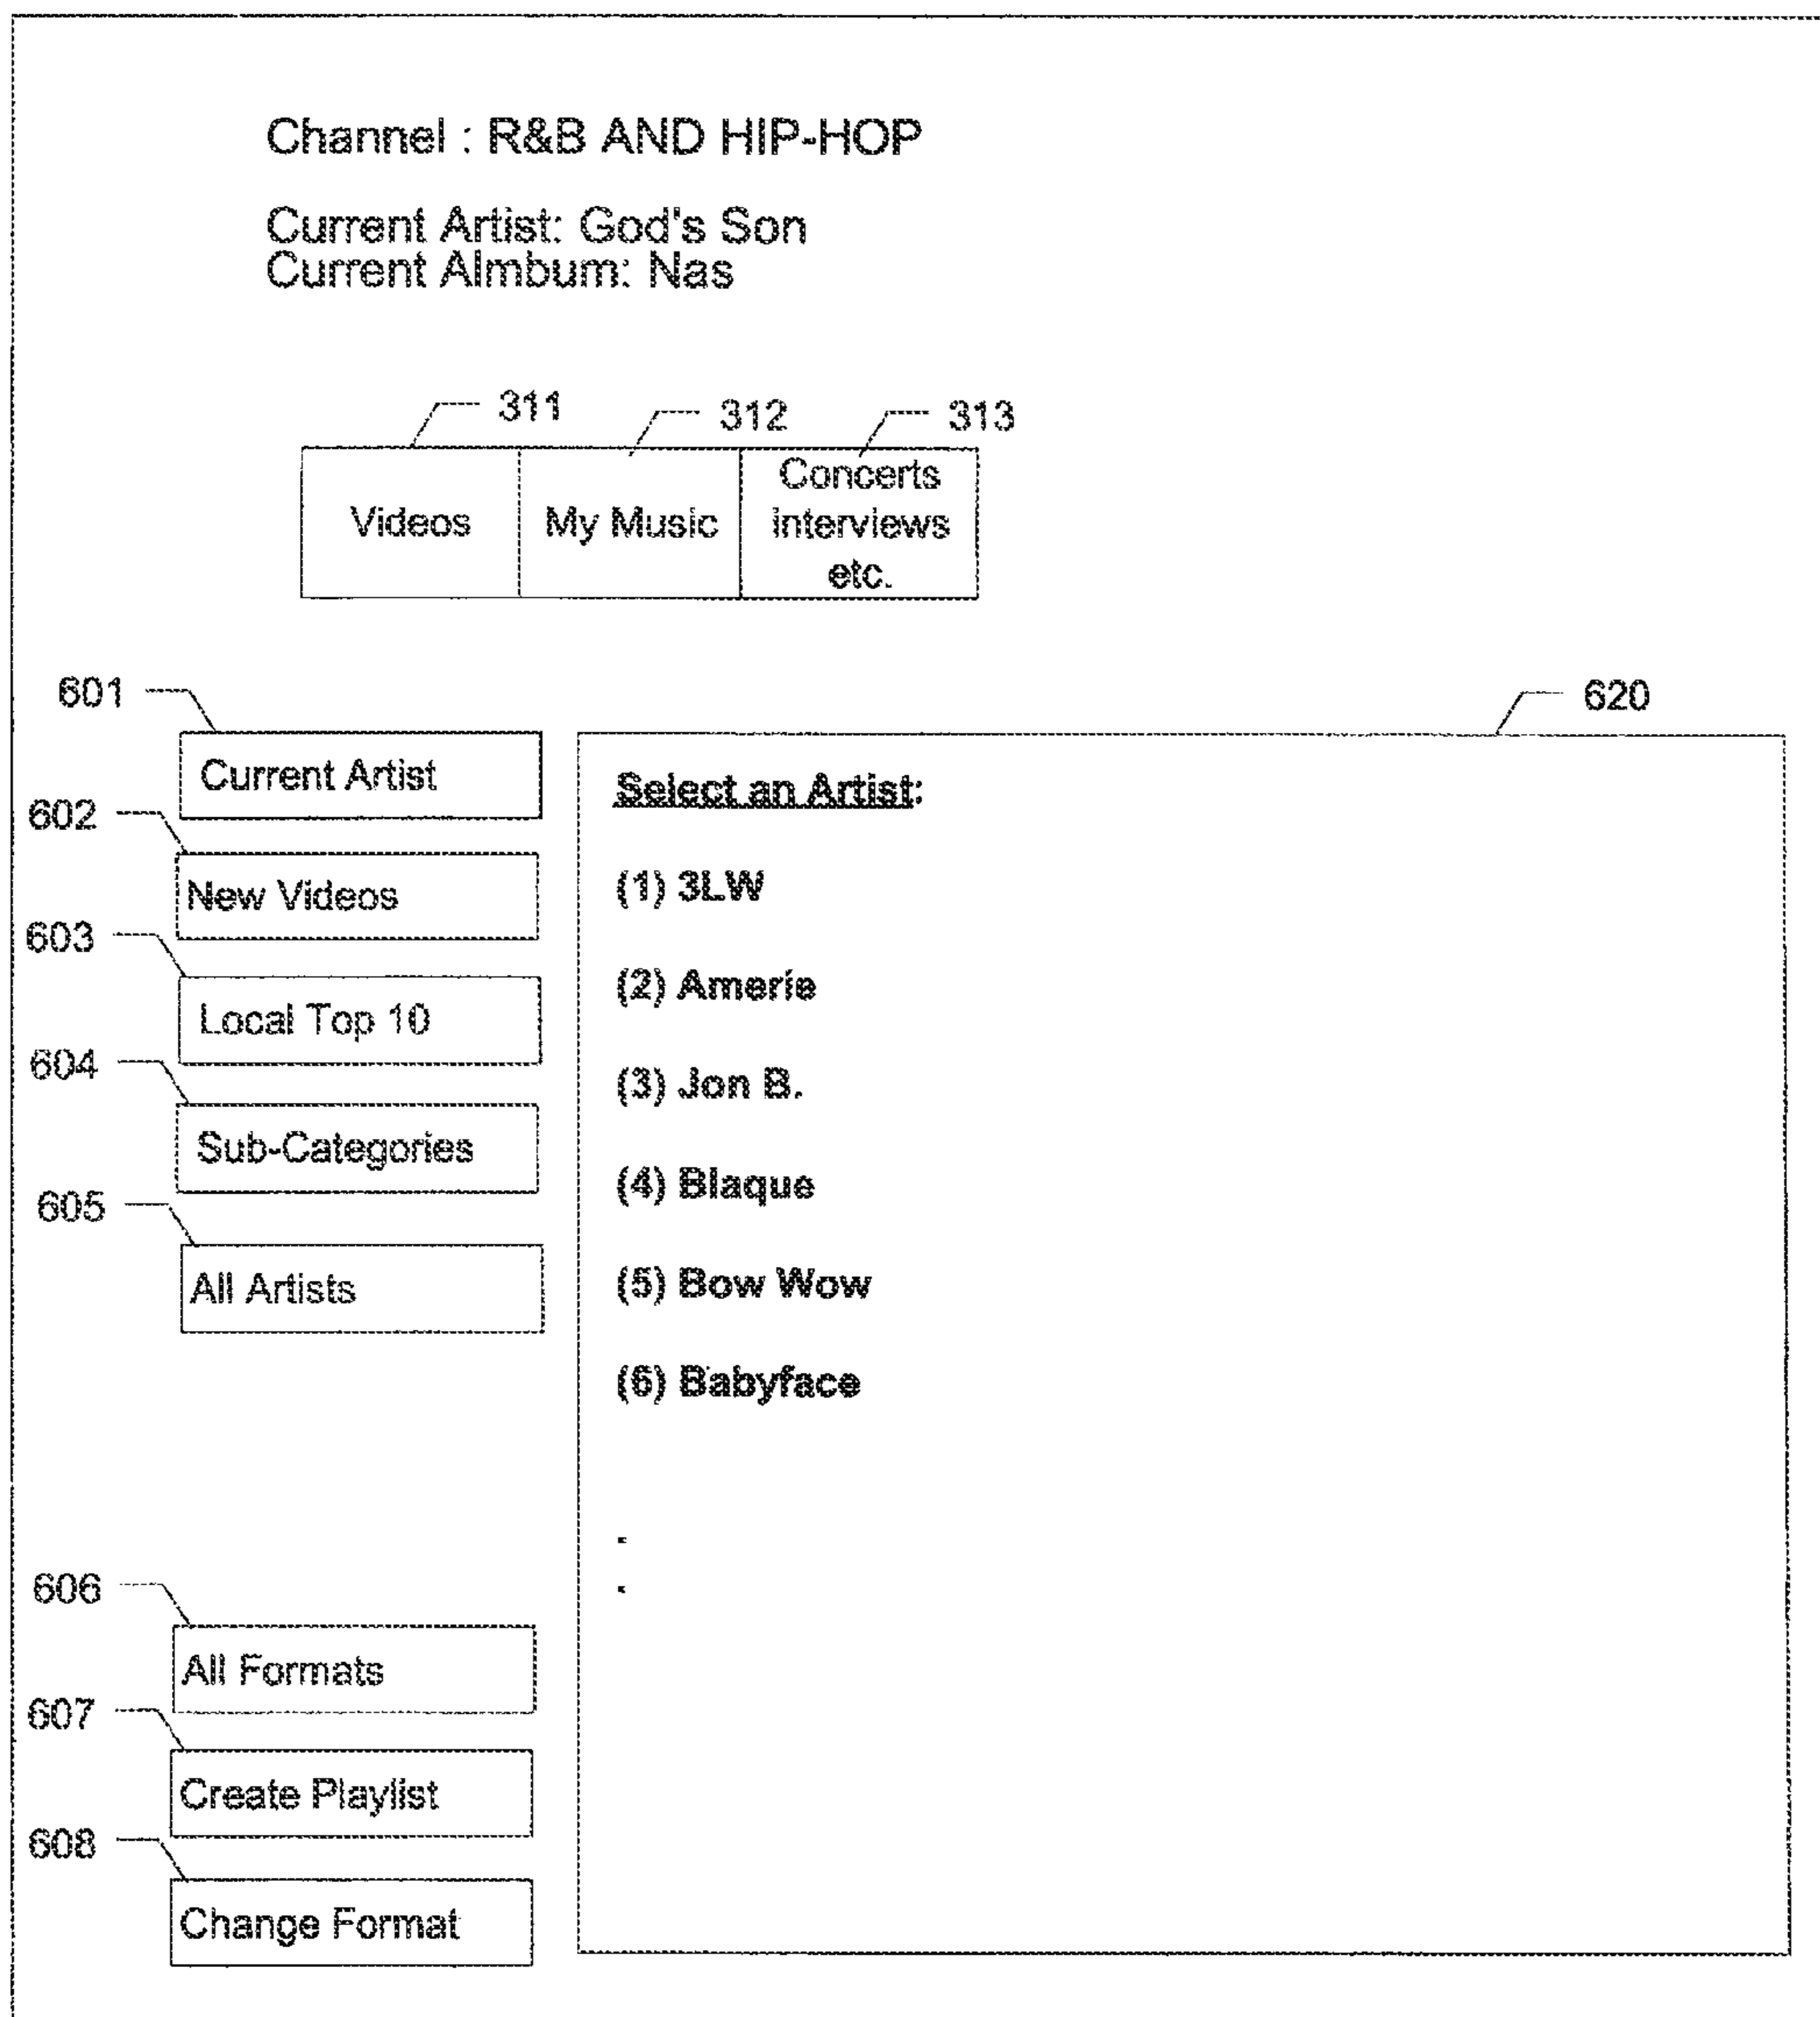 Channel : R&B AND HIP-HOP
Current Artist: God's Son
Current Almbum: Nas
311
312
313
Videos
My Music
Concerts
interviews
etc.
601
Current Artist
602
New Videos
603
Local Top 10
604
Sub-Categories
605
All Artists
606
All Formats
607
Create Playlist
608
Change Format
620
Select an Artist:
(1) 3LW
(2) Amerie
(3) Jon B.
(4) Blaque
(5) Bow Wow
(6) Babyface
.
.